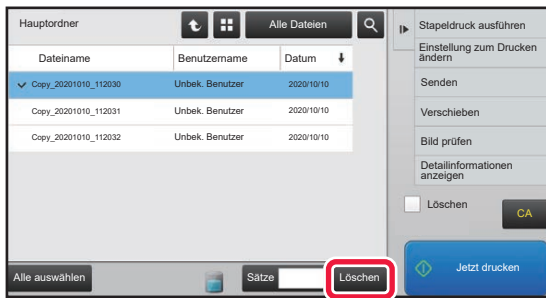 Hauptordner
Alle Dateien
Dateiname Benutzername Datum
Copy_20201010_112030 Unbek. Benutzer 2020/10/10
Copy_20201010_112031 Unbek. Benutzer 2020/10/10
Copy_20201010_112032 Unbek. Benutzer 2020/10/10
Alle auswählen
Sätze
Löschen
Stapeldruck ausführen
Einstellung zum Drucken
ändern
Senden
Verschieben
Bild prüfen
Detailinformationen
anzeigen
Löschen
CA
Jetzt drucken